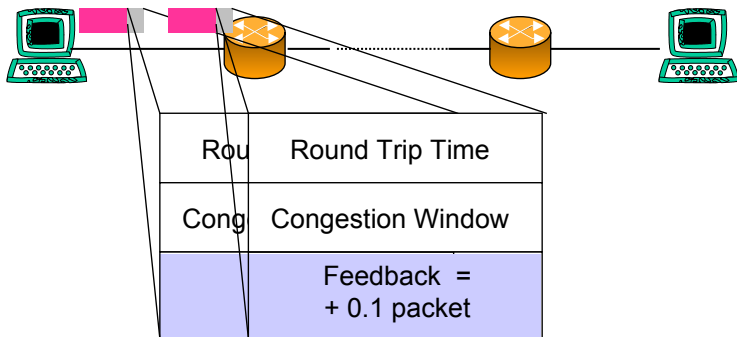 Rou Round Trip Time
Cong Congestion Window
Feedback =
+ 0.1 packet